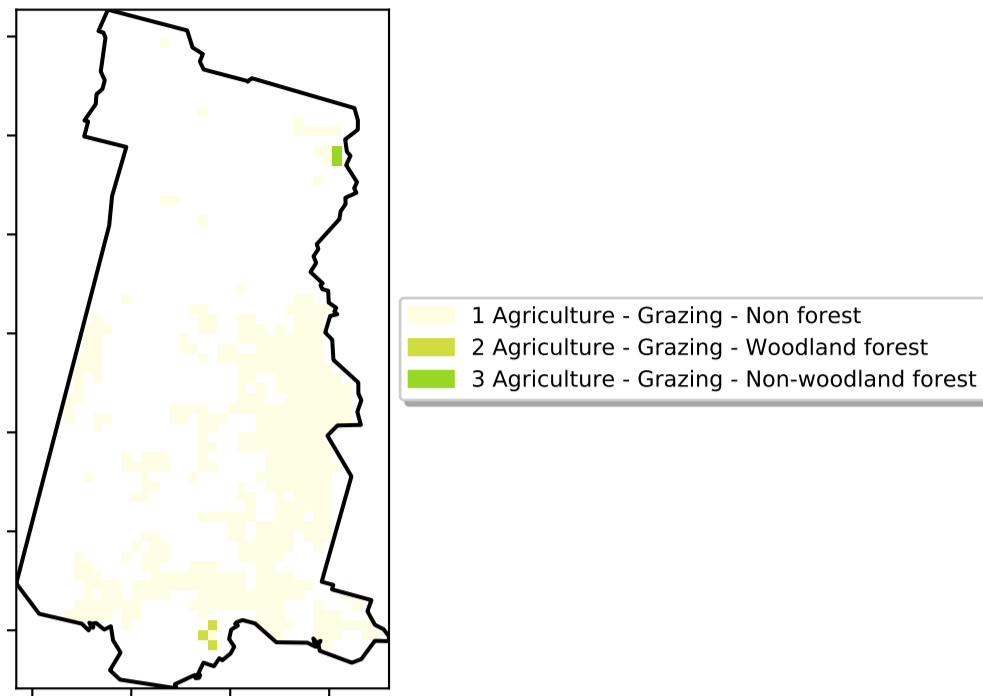 1 Agriculture - Grazing - Non forest
2 Agriculture - Grazing - Woodland forest
3 Agriculture - Grazing - Non-woodland forest